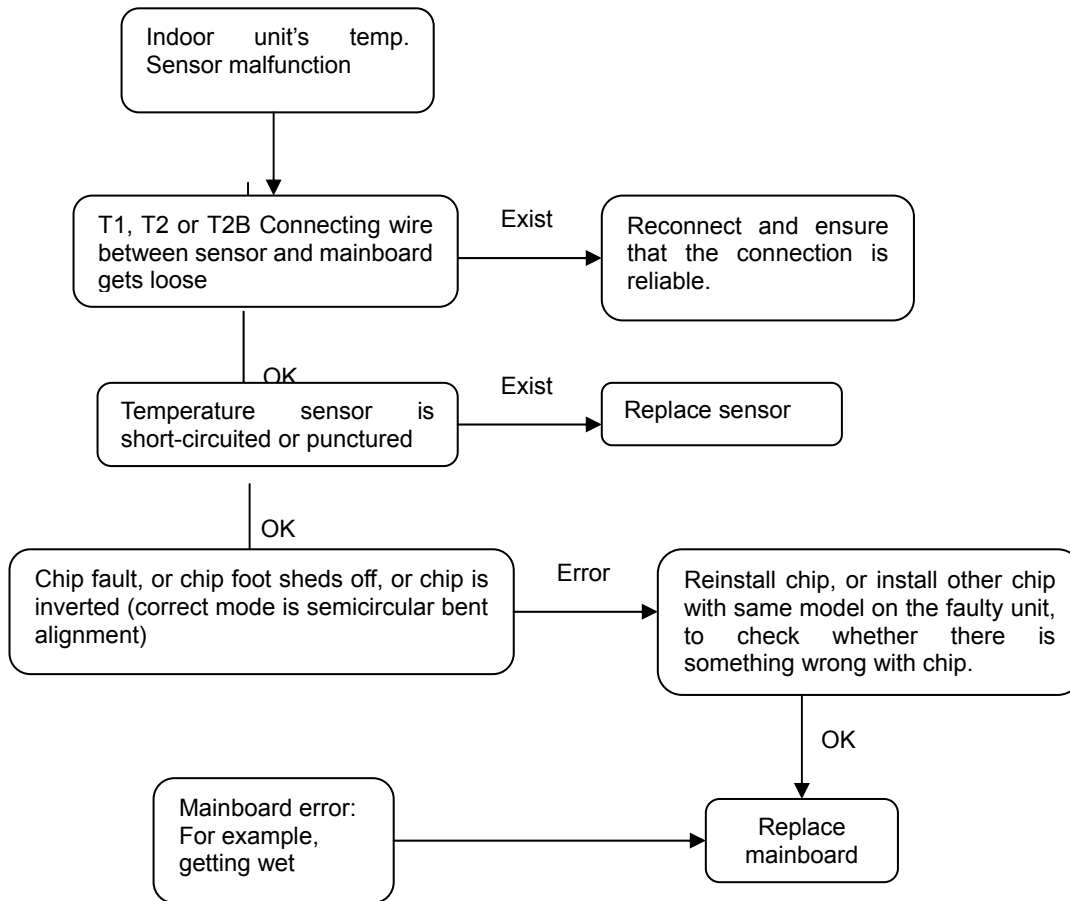 Indoor unit's temp.
Sensor malfunction
T1, T2 or T2B Connecting wire
between sensor and mainboard
gets loose
Exist
Reconnect and ensure
that the connection is
reliable.
OK
Temperature sensor is
short-circuited or punctured
Exist
Replace sensor
OK
Chip fault, or chip foot sheds off, or chip is
inverted (correct mode is semicircular bent
alignment)
Error
Reinstall chip, or install other chip
with same model on the faulty unit,
to check whether there is
something wrong with chip.
OK
Mainboard error:
For example,
getting wet
Replace
mainboard